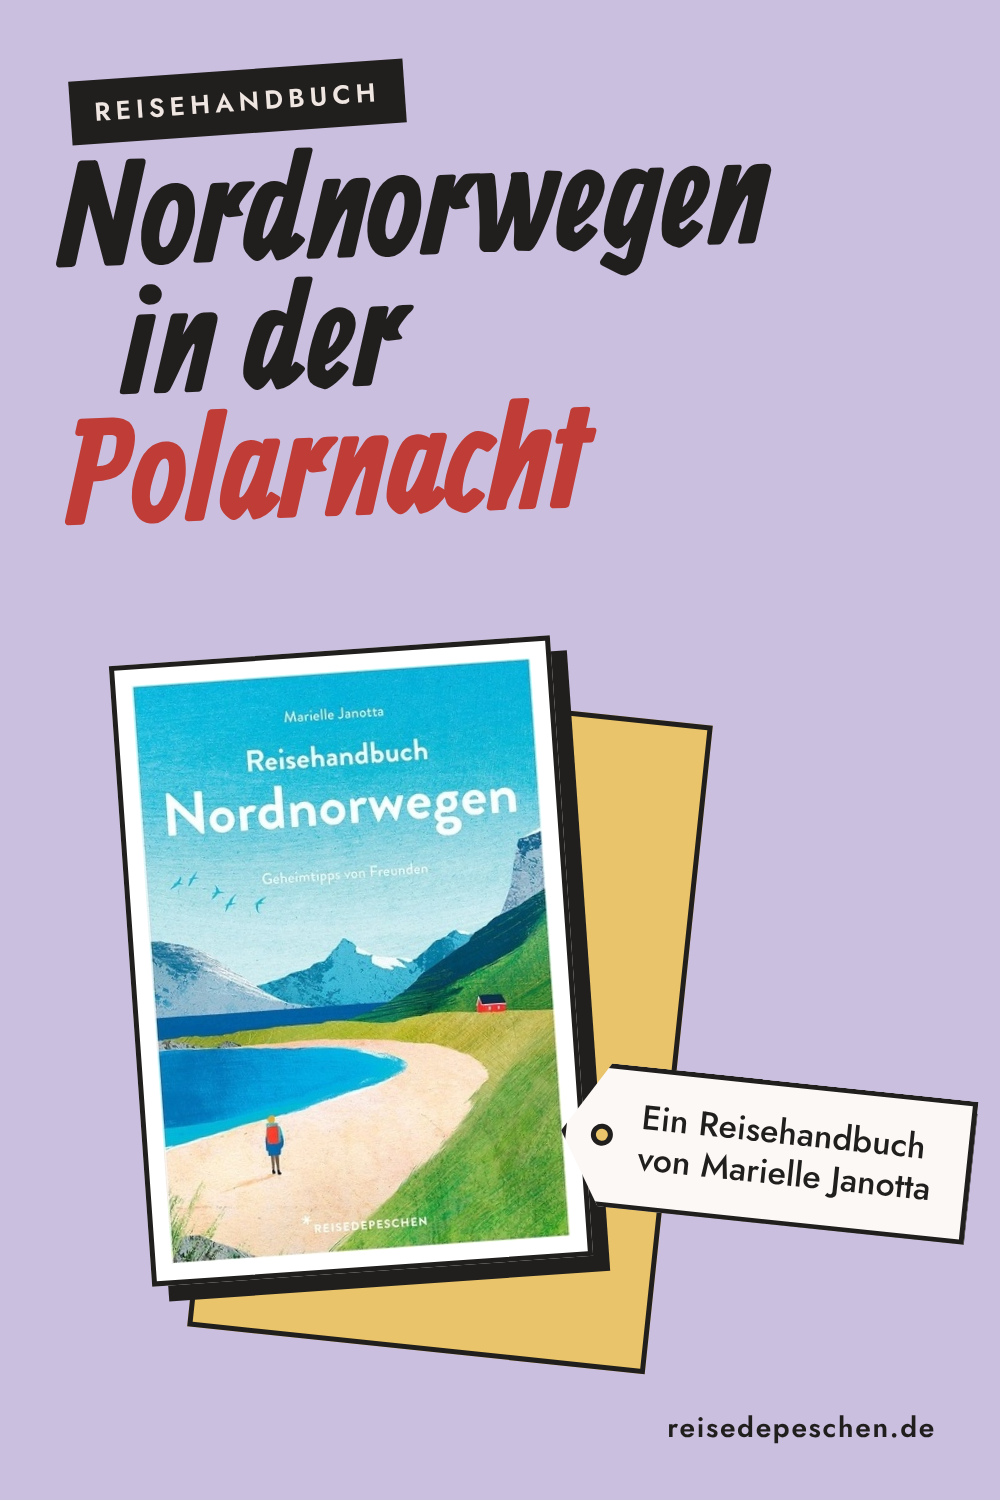 REISEHANDBUCH
Nordnorwegen
in der
Polarnacht
Marielle Janotta
Reisehandbuch
Nordnorwegen
Geheimtipps von Freunden
*REISEDEPESCHEN
Ein Reisehandbuch
von Marielle Janotta
reisedepeschen.de